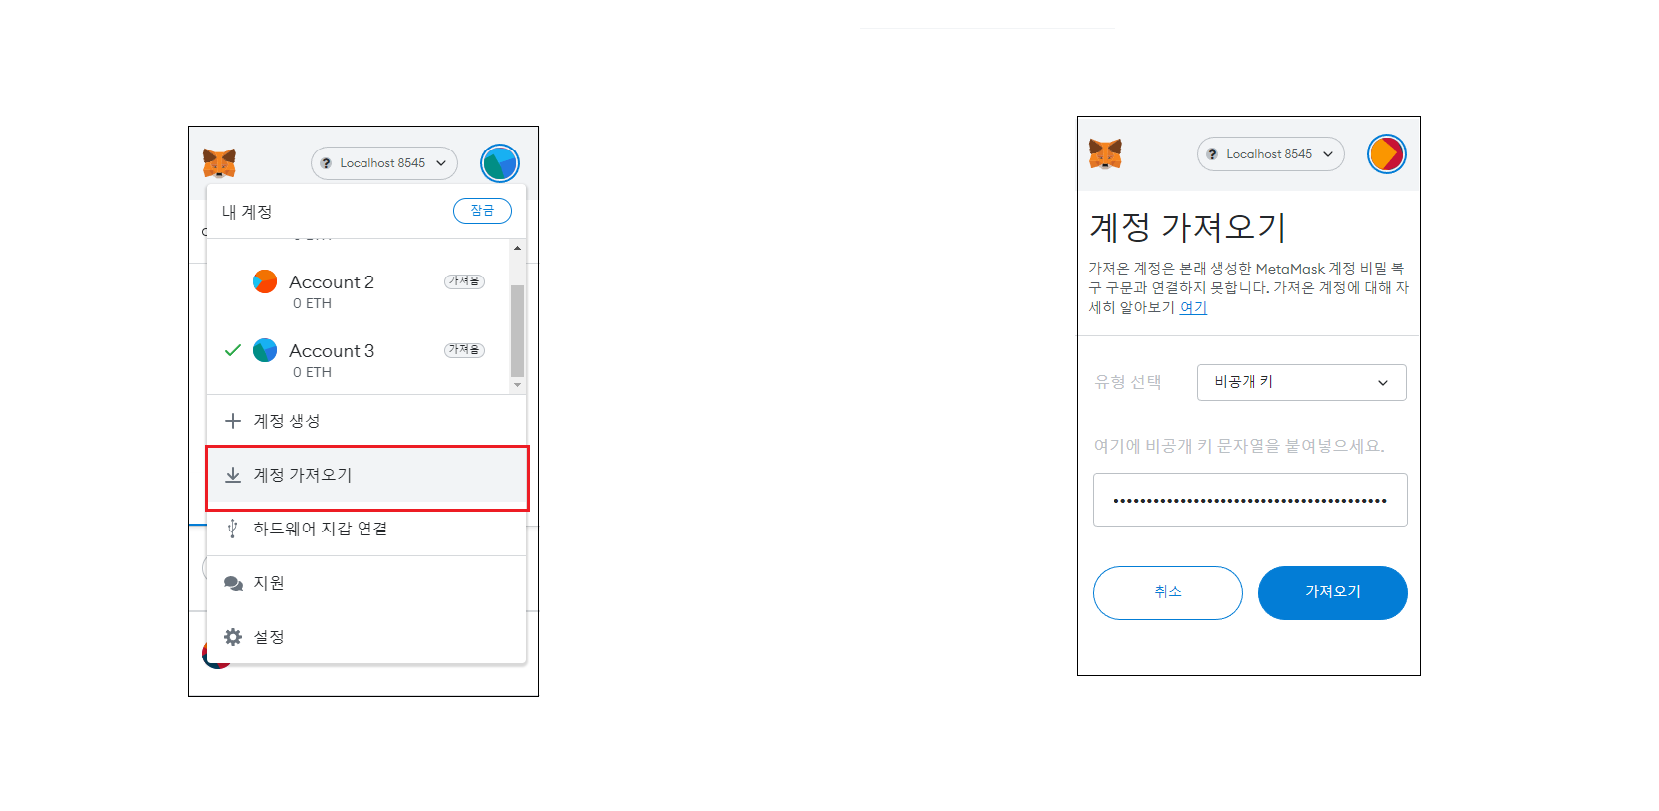 Localhost 8545
내 계정
잠금
Account 2
가져옴
0 ETH
Account 3
가져옴
0 ETH
계정 생성
계정 가져오기
하드웨어 지갑 연결
지원
설정
Localhost 8545
계정 가져오기
가져온 계정은 본래 생성한 MetaMask 계정 비밀 복
구 구문과 연결하지 못합니다. 가져온 계정에 대해 자
세히 알아보기 여기
유형 선택
비공개 키
여기에 비공개 키 문자열을 붙여넣으세요.
취소
가져오기